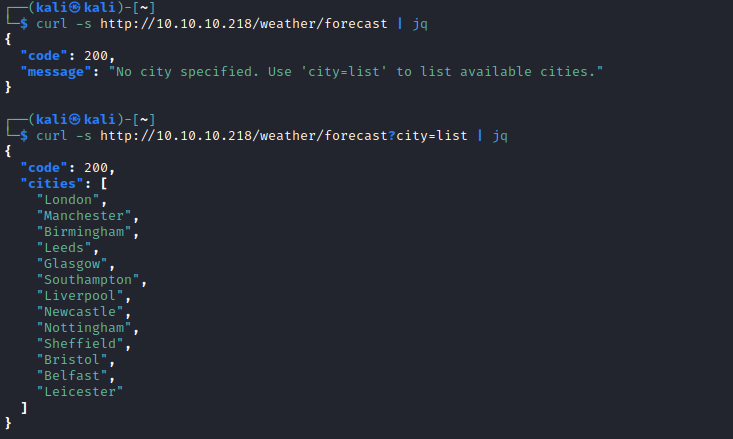 ┌──(kali㉿kali)-[~]
└─$ curl -s http://10.10.10.218/weather/forecast | jq
{
  "code": 200,
  "message": "No city specified. Use 'city=list' to list available cities."
}
┌──(kali㉿kali)-[~]
└─$ curl -s http://10.10.10.218/weather/forecast?city=list | jq
{
  "code": 200,
  "cities": [
    "London",
    "Manchester",
    "Birmingham",
    "Leeds",
    "Glasgow",
    "Southampton",
    "Liverpool",
    "Newcastle",
    "Nottingham",
    "Sheffield",
    "Bristol",
    "Belfast",
    "Leicester"
  ]
}